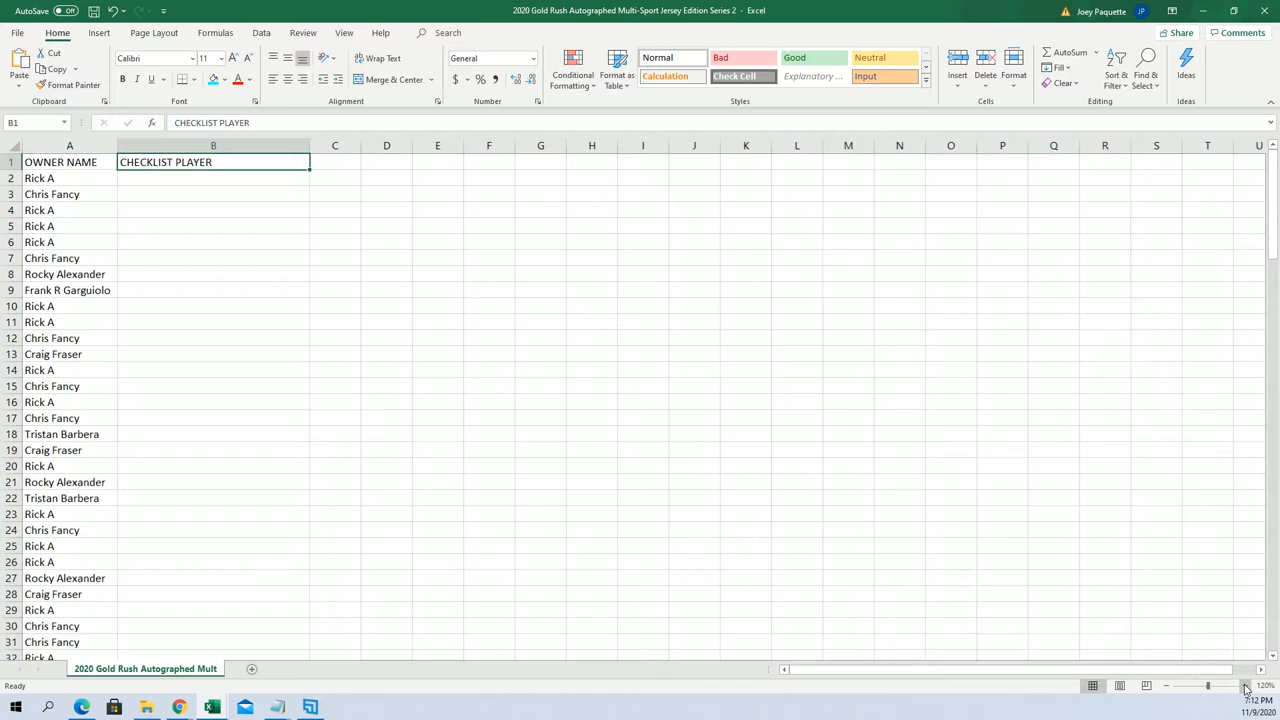 AutoSave Off 2020 Gold Rush Autographed Multi-Sport Jersey Edition Series 2 - Excel Joey Paquette JP
File Home Insert Page Layout Formulas Data Review View Help Search Share Comments
Paste Cut Copy Format Painter Clipboard
Calibri 11 B I U A A A Font
ab Wrap Text Merge & Center Alignment
General $ % , Number
Conditional Formatting Format as Table
Normal Bad Good Neutral
Calculation Check Cell Explanatory ... Input
Styles
Insert Delete Format Cells
AutoSum Fill Clear Sort & Filter Find & Select Editing
Ideas Ideas
B1 fx CHECKLIST PLAYER
A B C D E F G H I J K L M N O P Q R S T U
1 OWNER NAME CHECKLIST PLAYER
2 Rick A
3 Chris Fancy
4 Rick A
5 Rick A
6 Rick A
7 Chris Fancy
8 Rocky Alexander
9 Frank R Garguiolo
10 Rick A
11 Rick A
12 Chris Fancy
13 Craig Fraser
14 Rick A
15 Chris Fancy
16 Rick A
17 Chris Fancy
18 Tristan Barbera
19 Craig Fraser
20 Rick A
21 Rocky Alexander
22 Tristan Barbera
23 Rick A
24 Chris Fancy
25 Rick A
26 Rick A
27 Rocky Alexander
28 Craig Fraser
29 Rick A
30 Chris Fancy
31 Chris Fancy
32 Rick A
2020 Gold Rush Autographed Mult
Ready 120%
7:12 PM
11/9/2020